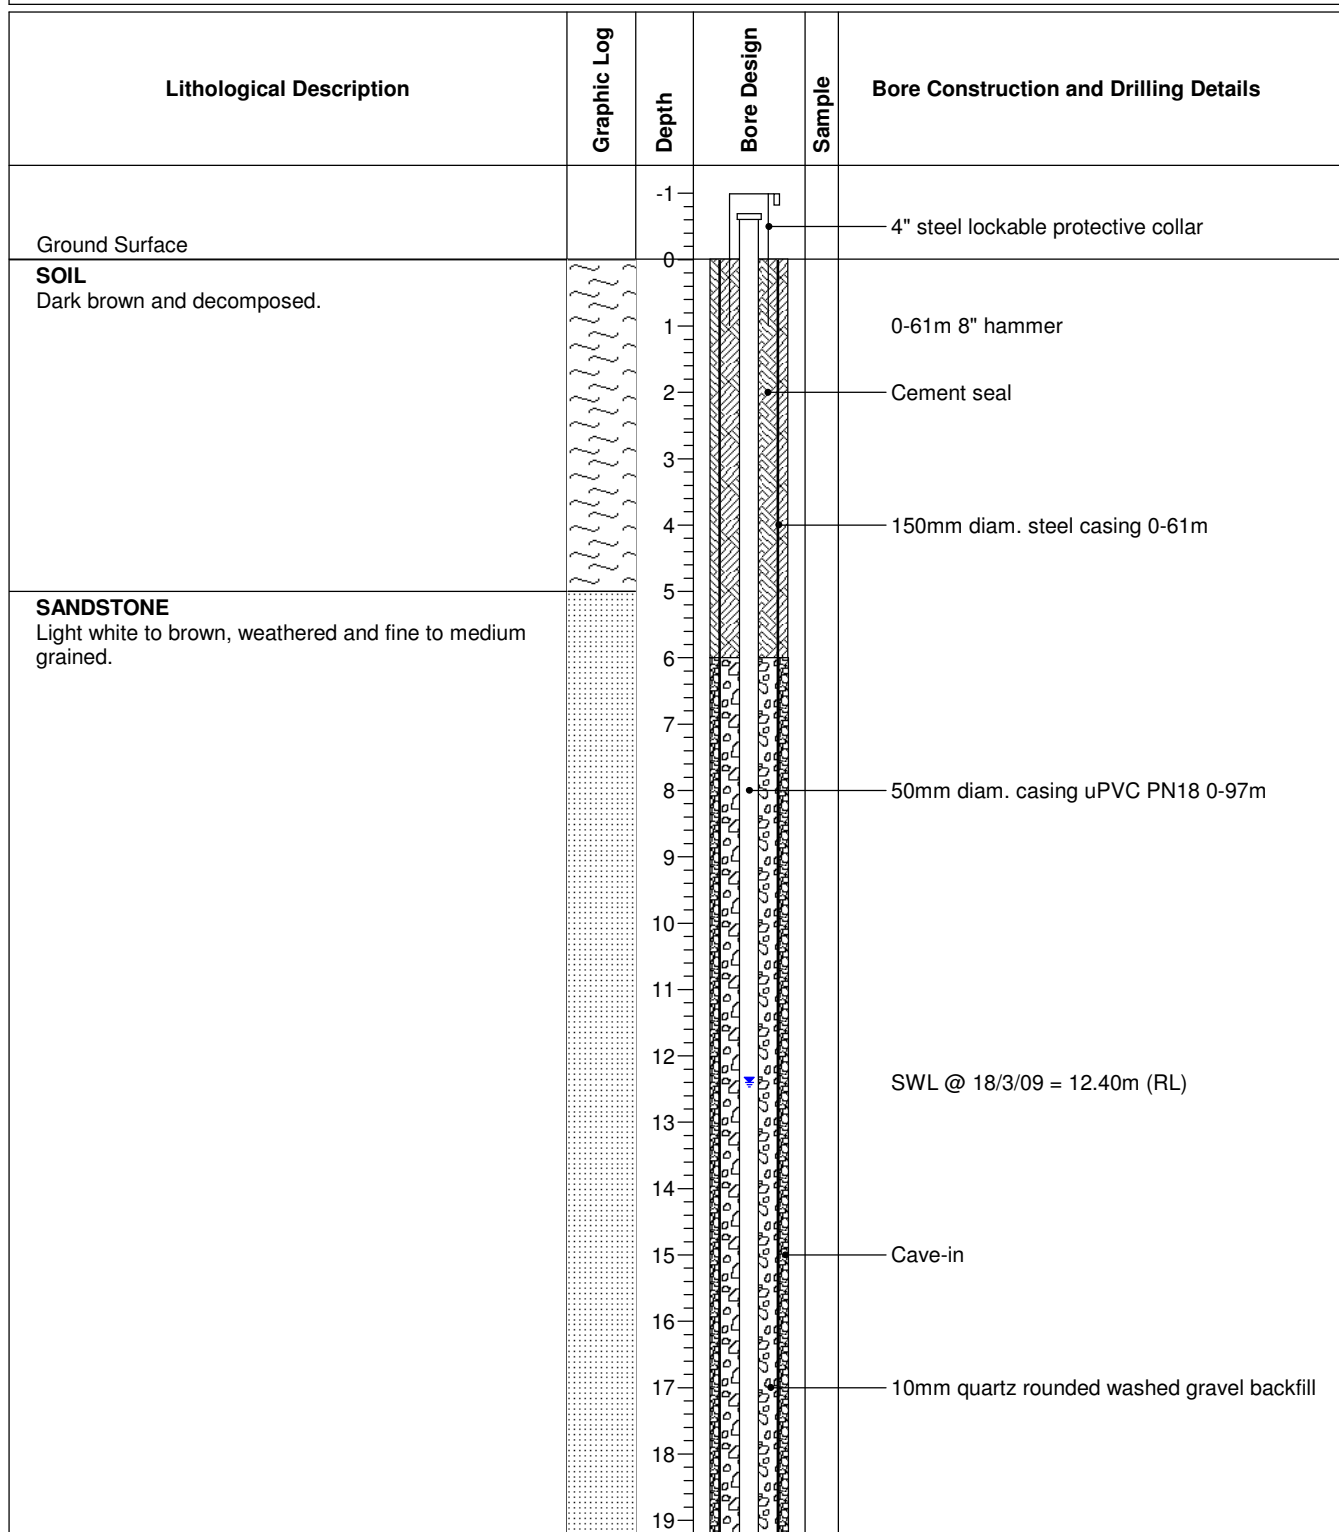 Lithological Description
Graphic Log
Depth
Bore Design
Sample
Bore Construction and Drilling Details
-1
4" steel lockable protective collar
Ground Surface
0
SOIL
Dark brown and decomposed.
1
0-61m 8" hammer
2
Cement seal
3
4
150mm diam. steel casing 0-61m
5
SANDSTONE
Light white to brown, weathered and fine to medium
grained.
6
7
8
50mm diam. casing uPVC PN18 0-97m
9
10
11
12
SWL @ 18/3/09 = 12.40m (RL)
13
14
15
Cave-in
16
17
10mm quartz rounded washed gravel backfill
18
19